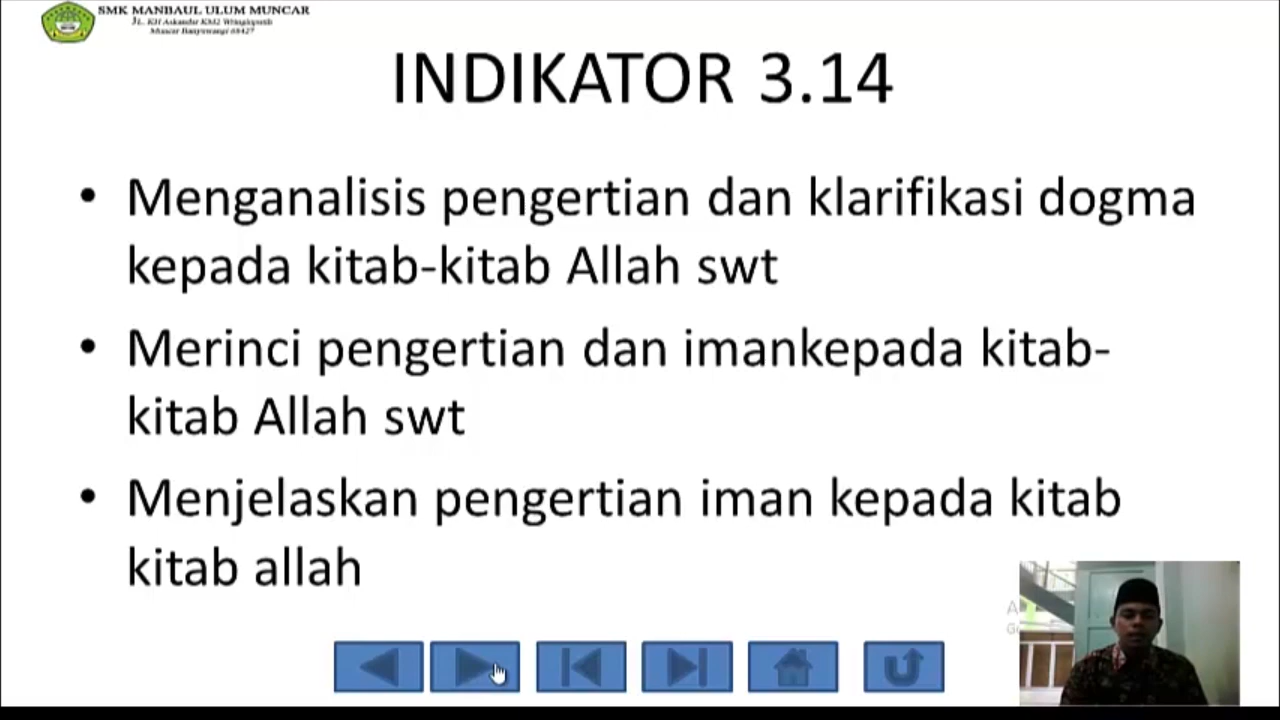 SMK MANBAUL ULUM MUNCAR
JL. KH Askandar KM2 Wringinputih
Muncar Banyuwangi 68427
INDIKATOR 3.14
• Menganalisis pengertian dan klarifikasi dogma
kepada kitab-kitab Allah swt
• Merinci pengertian dan imankepada kitab-
kitab Allah swt
• Menjelaskan pengertian iman kepada kitab
kitab allah